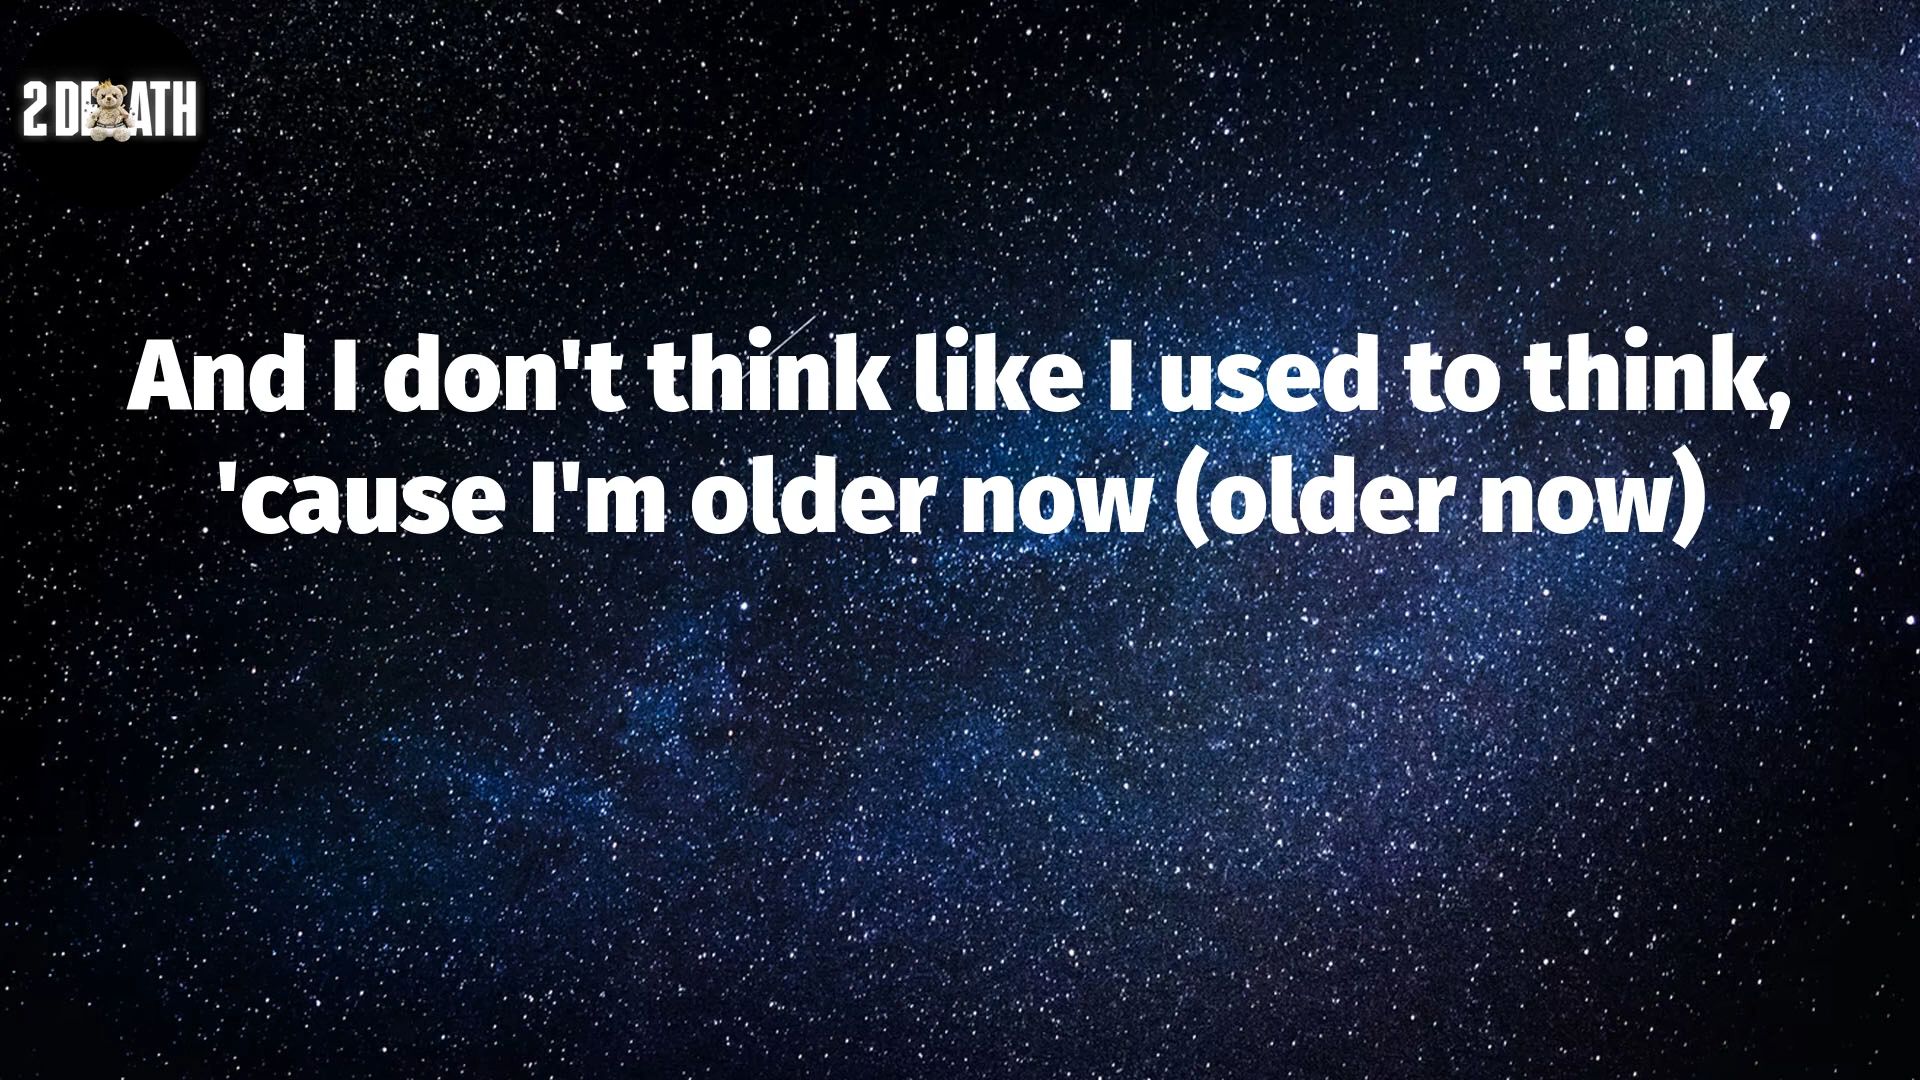 2 DEATH
And I don't think like I used to think,
'cause I'm older now (older now)